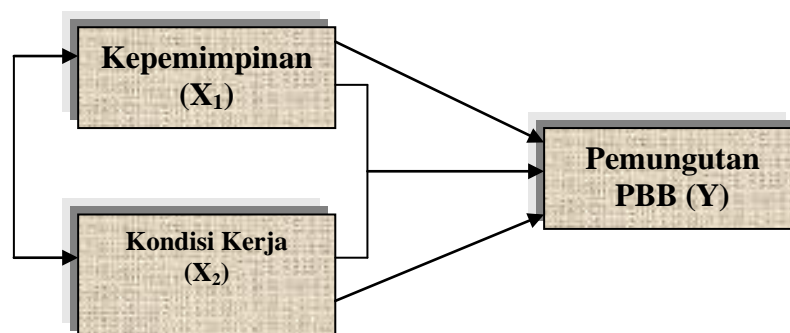 Kepemimpinan
(X₁)
Pemungutan
PBB (Y)
Kondisi Kerja
(X₂)